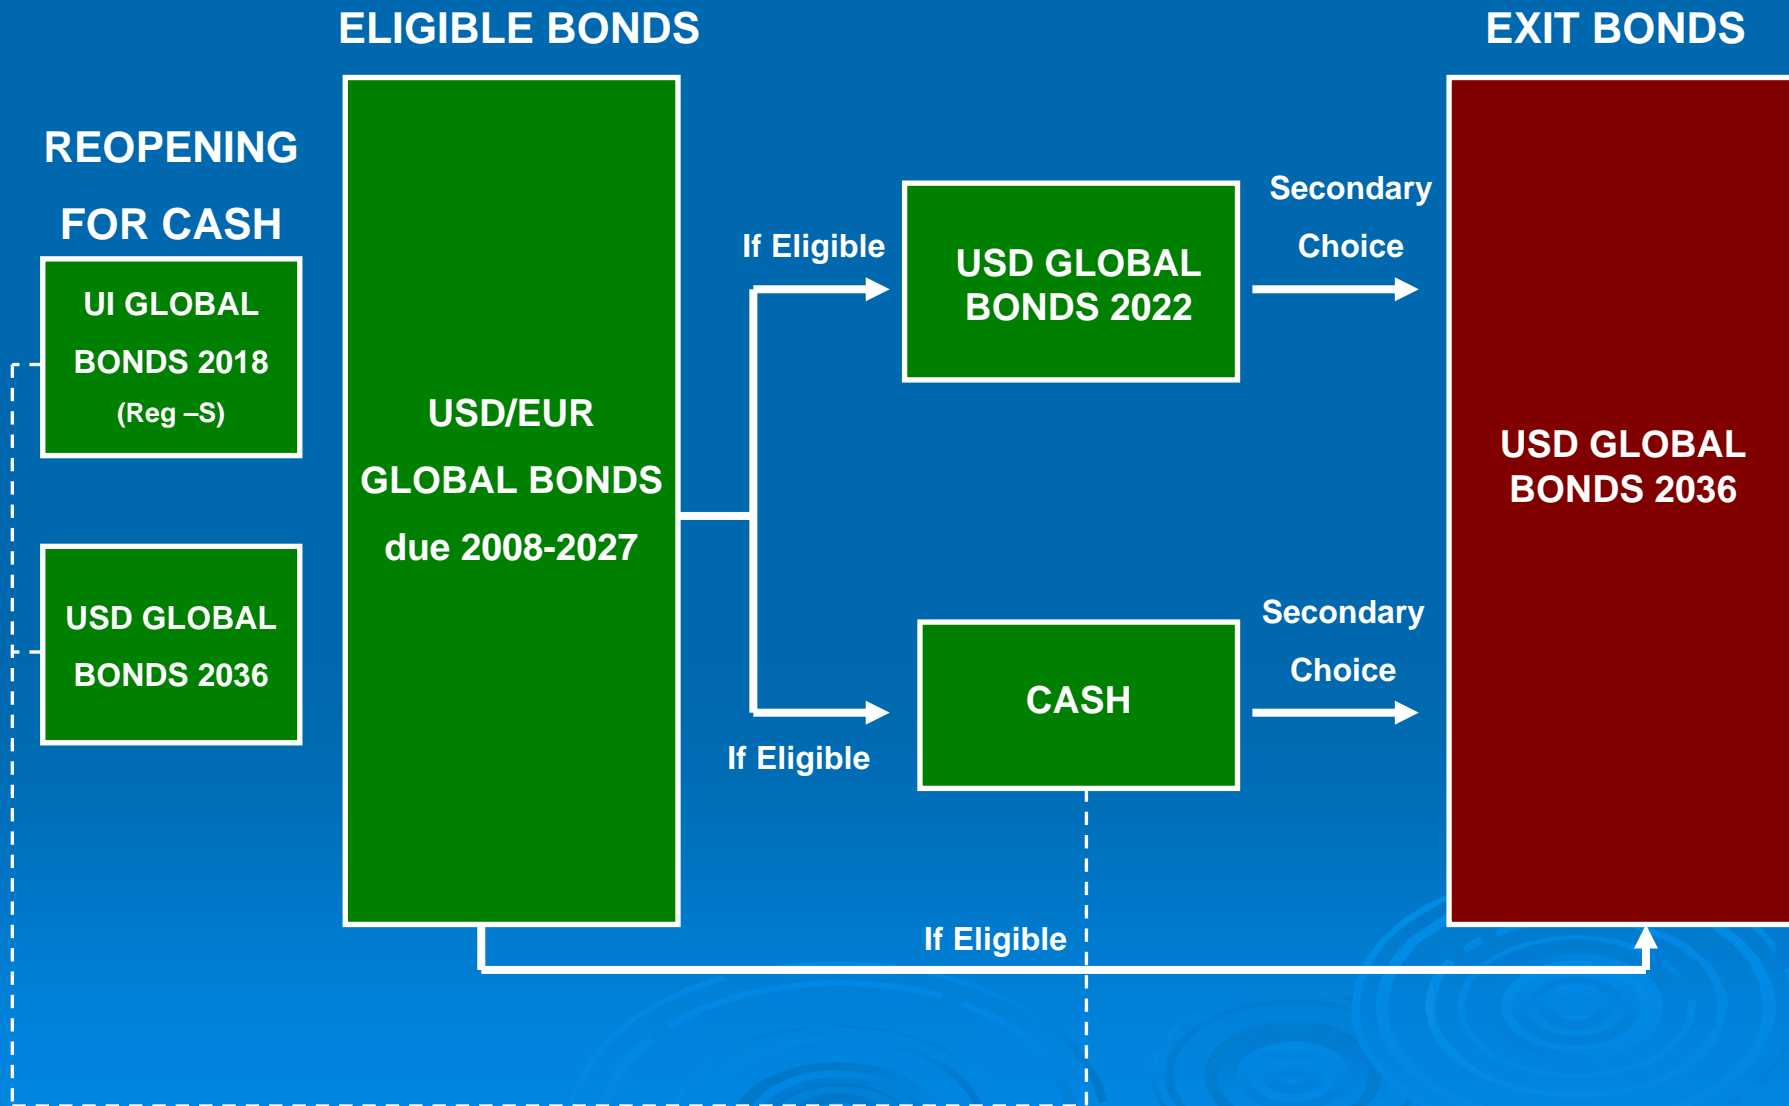 ELIGIBLE BONDS
EXIT BONDS
REOPENING
FOR CASH
UI GLOBAL
BONDS 2018
(Reg –S)
USD GLOBAL
BONDS 2036
USD/EUR
GLOBAL BONDS
due 2008-2027
If Eligible
USD GLOBAL
BONDS 2022
Secondary
Choice
If Eligible
CASH
Secondary
Choice
USD GLOBAL
BONDS 2036
If Eligible